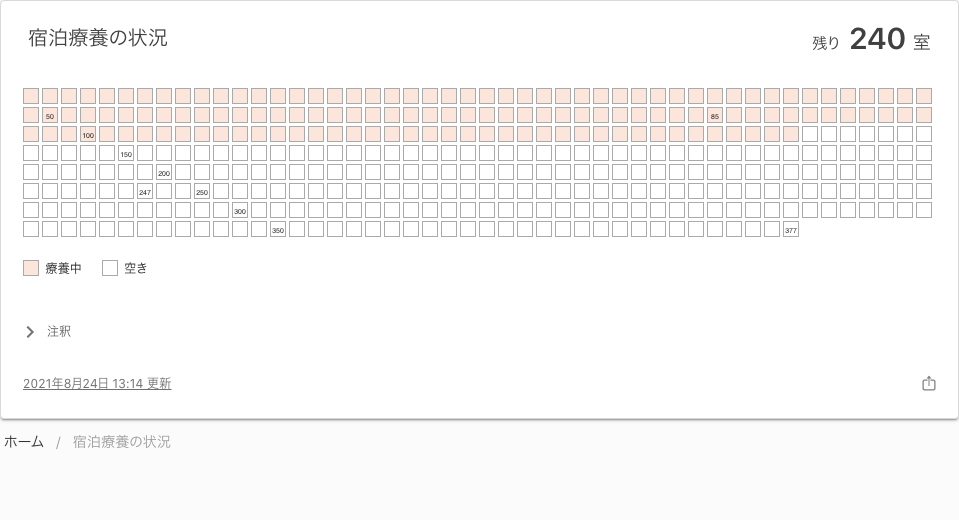 宿泊療養の状況
残り 240 室
50 85
100
150
200
247 250
300
350 377
療養中 空き
注釈
2021年8月24日 13:14 更新
ホーム / 宿泊療養の状況